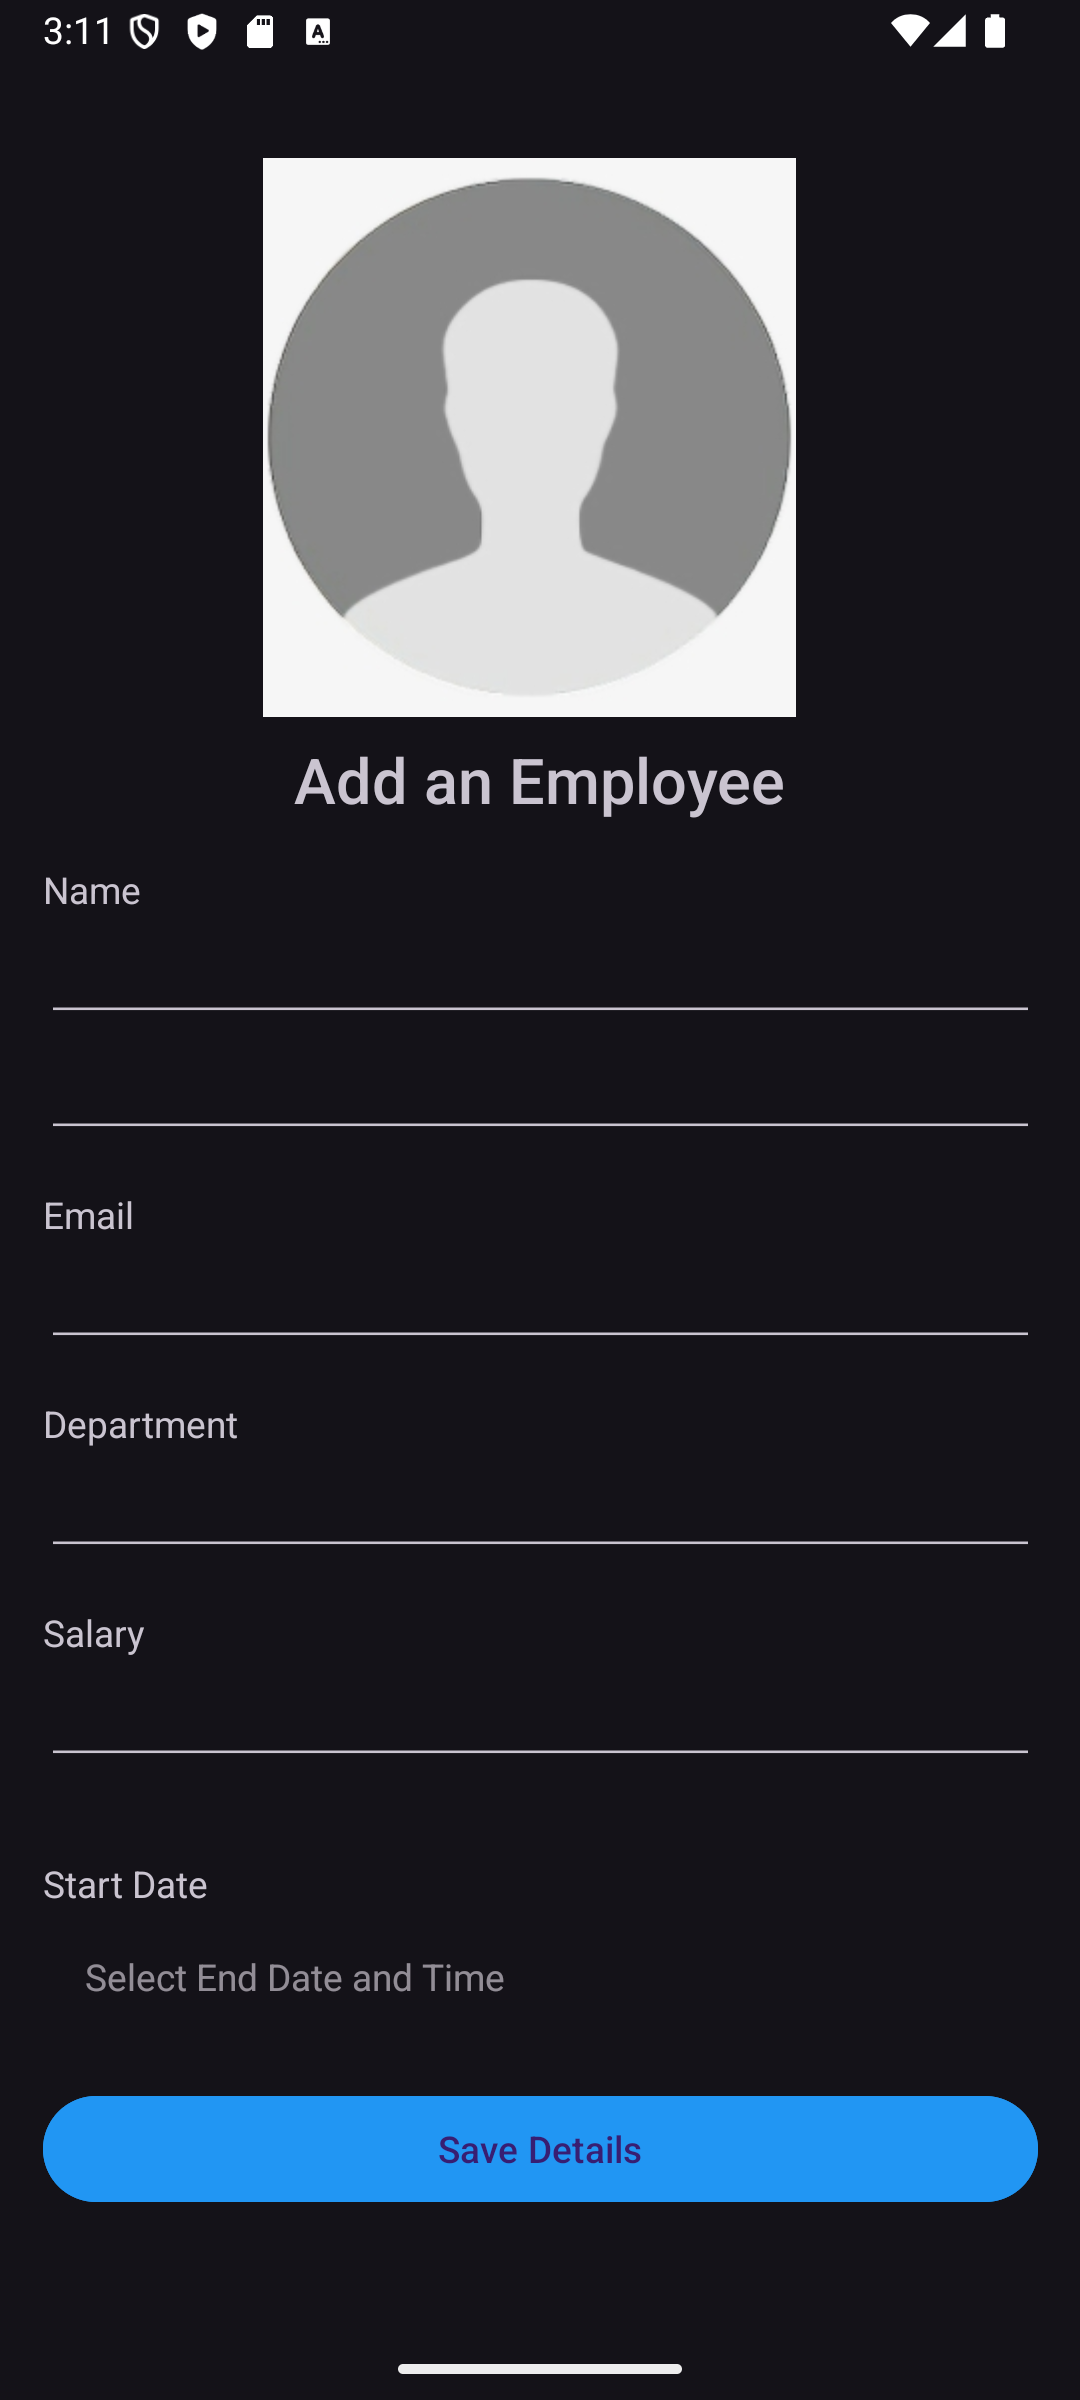 3:11
Add an Employee
Name
Email
Department
Salary
Start Date
Select End Date and Time
Save Details